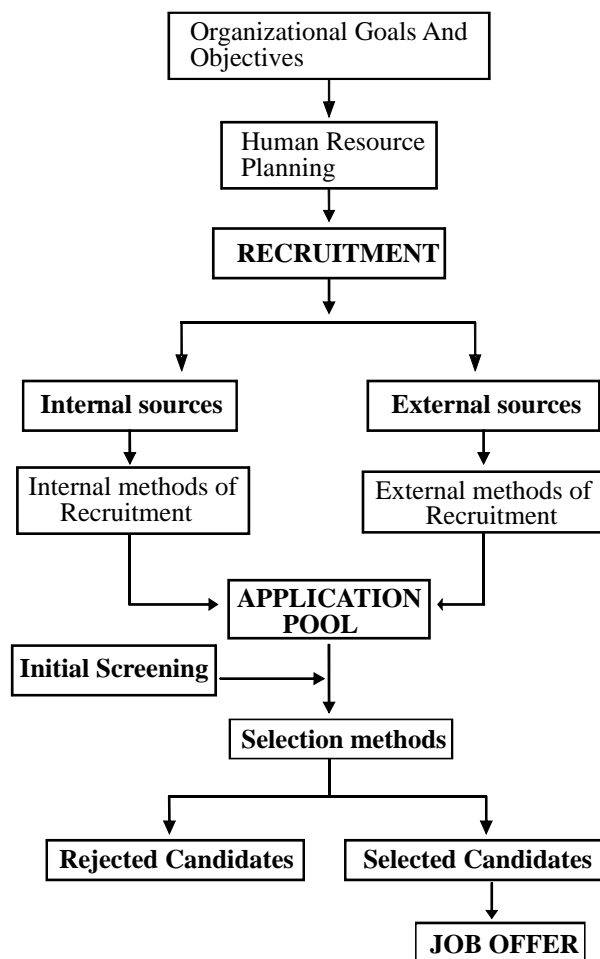 Organizational Goals And
Objectives
Human Resource
Planning
RECRUITMENT
Internal sources
External sources
Internal methods of
Recruitment
External methods of
Recruitment
APPLICATION
POOL
Initial Screening
Selection methods
Rejected Candidates
Selected Candidates
JOB OFFER